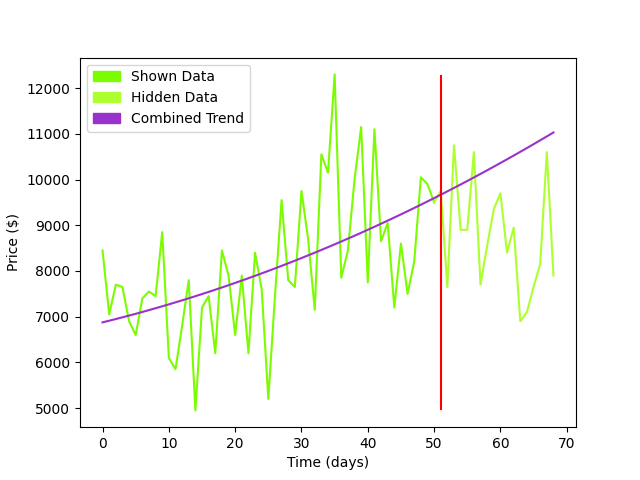 Shown Data
Hidden Data
Combined Trend
Price ($)
12000
11000
10000
9000
8000
7000
6000
5000
0 10 20 30 40 50 60 70
Time (days)